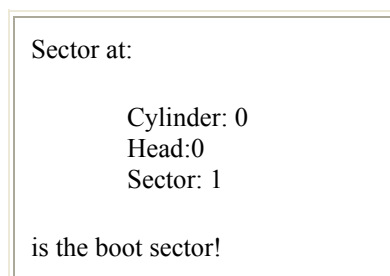 Sector at:
Cylinder: 0
Head:0
Sector: 1
is the boot sector!